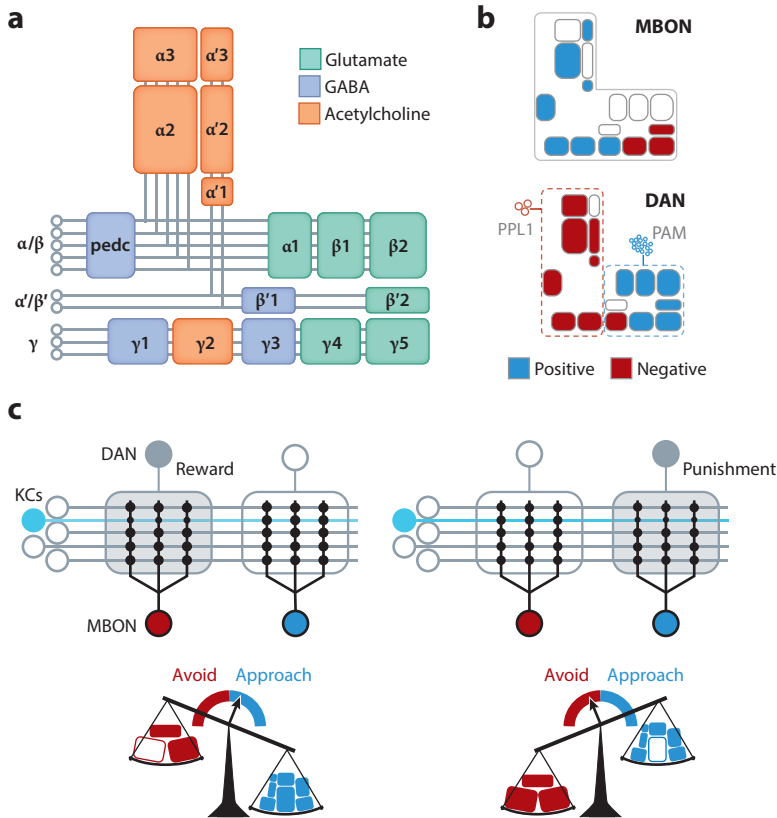 a
α3
α′3
α2
α′2
α′1
Glutamate
GABA
Acetylcholine
α/β
pedc
α1
β1
β2
α′/β′
β′1
β′2
γ
γ1
γ2
γ3
γ4
γ5
b
MBON
DAN
PPL1
PAM
Positive
Negative
c
DAN
Reward
KCs
MBON
Punishment
Avoid
Approach
Avoid
Approach